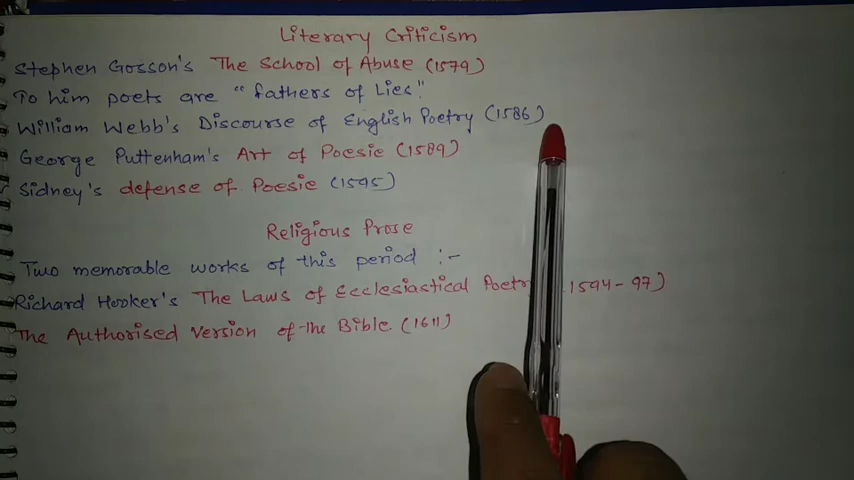 Literary Criticism
Stephen Gosson's The School of Abuse (1579)
To him poets are "fathers of Lies".
William Webb's Discourse of English Poetry (1586)
George Puttenham's Art of Poesie (1589)
Sidney's defense of Poesie (1595)
Religious Prose
Two memorable works of this period :-
Richard Hooker's The Laws of Ecclesiastical 1594-97)
The Authorised version of the Bible (1611)